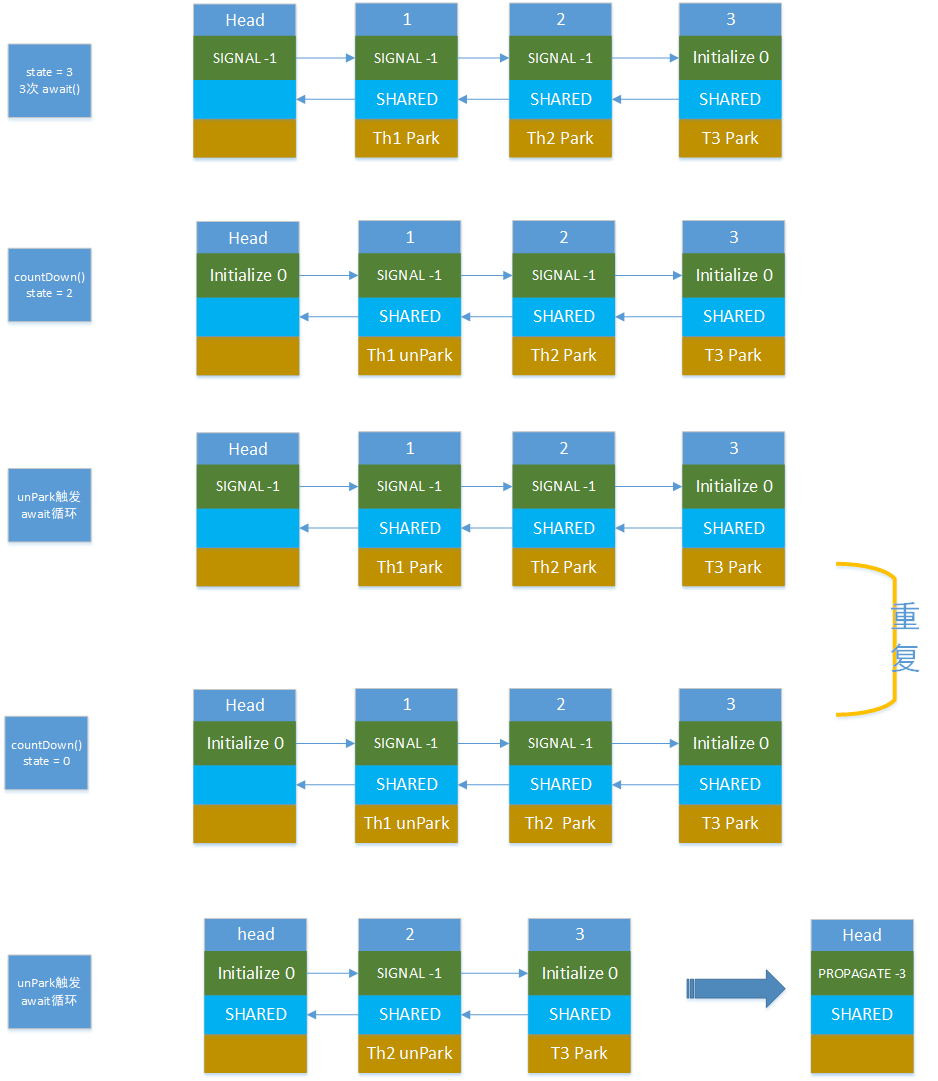 Head
1
2
3
state = 3
3次 await()
SIGNAL -1
SIGNAL -1
SIGNAL -1
Initialize 0
SHARED
SHARED
SHARED
Th1 Park
Th2 Park
T3 Park
Head
1
2
3
countDown()
state = 2
Initialize 0
SIGNAL -1
SIGNAL -1
Initialize 0
SHARED
SHARED
SHARED
Th1 unPark
Th2 Park
T3 Park
Head
1
2
3
unPark触发
await循环
SIGNAL -1
SIGNAL -1
SIGNAL -1
Initialize 0
SHARED
SHARED
SHARED
Th1 Park
Th2 Park
T3 Park
重
复
Head
1
2
3
countDown()
state = 0
Initialize 0
SIGNAL -1
SIGNAL -1
Initialize 0
SHARED
SHARED
SHARED
Th1 unPark
Th2 Park
T3 Park
head
2
3
Head
unPark触发
await循环
Initialize 0
SIGNAL -1
Initialize 0
PROPAGATE -3
SHARED
SHARED
SHARED
SHARED
Th2 unPark
T3 Park